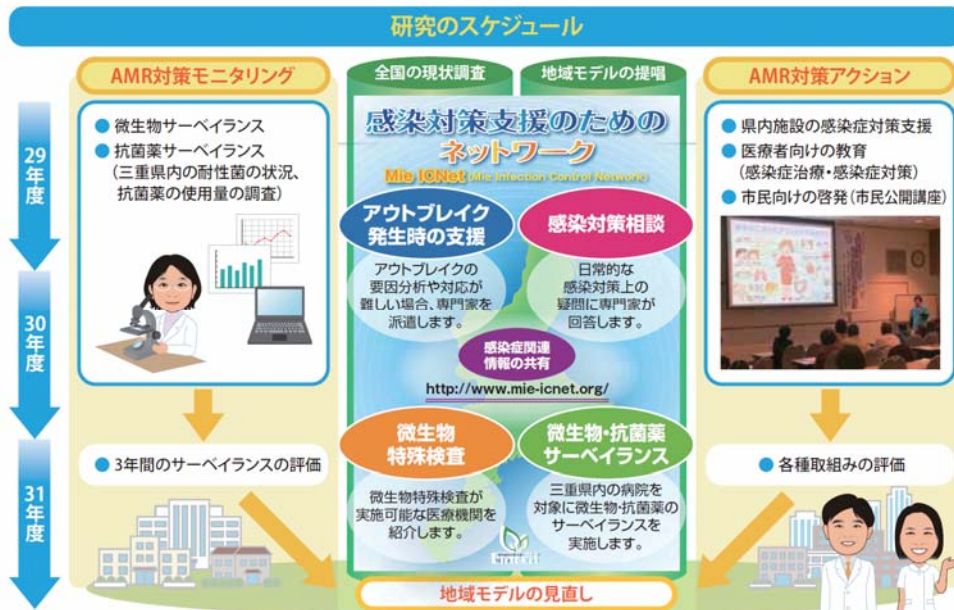 研究のスケジュール
29年度
30年度
31年度
AMR対策モニタリング
● 微生物サーベイランス
● 抗菌薬サーベイランス
(三重県内の耐性菌の状況、
抗菌薬の使用量の調査)
● 3年間のサーベイランスの評価
全国の現状調査
地域モデルの提唱
感染対策支援のための
ネットワーク
Mie ICNet (Mie Infection Control Network)
アウトブレイク
発生時の支援
アウトブレイクの
要因分析や対応が
難しい場合、専門家を
派遣します。
感染対策相談
日常的な
感染対策上の
疑問に専門家が
回答します。
感染症関連
情報の共有
http://www.mie-icnet.org/
微生物
特殊検査
微生物特殊検査が
実施可能な医療機関を
紹介します。
微生物・抗菌薬
サーベイランス
三重県内の病院を
対象に微生物・抗菌薬の
サーベイランスを
実施します。
AMR対策アクション
● 県内施設の感染症対策支援
● 医療者向けの教育
(感染症治療・感染症対策)
● 市民向けの啓発(市民公開講座)
● 各種取組みの評価
地域モデルの見直し